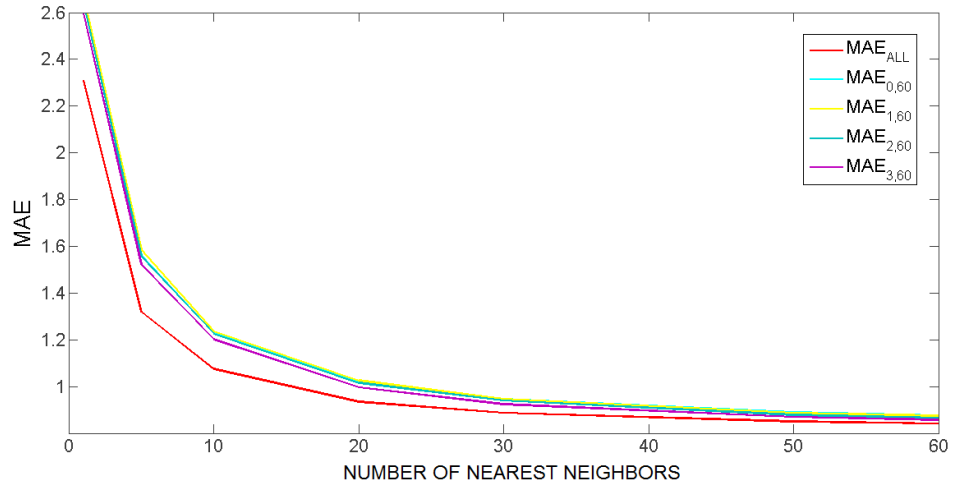 2.6
2.4
2.2
2
1.8
1.6
1.4
1.2
1
0
10
20
30
40
50
60
MAE
NUMBER OF NEAREST NEIGHBORS
MAE_ALL
MAE_0,60
MAE_1,60
MAE_2,60
MAE_3,60